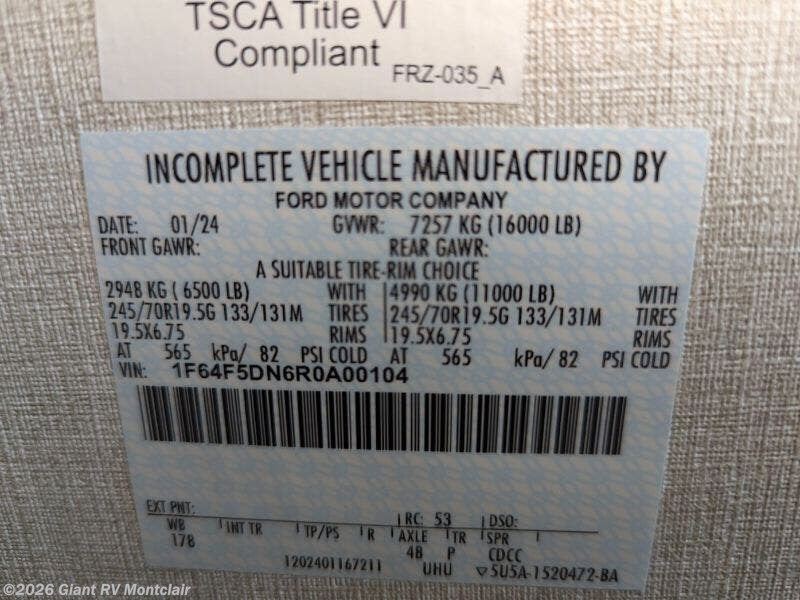 TSCA Title VI
Compliant
FRZ-035_A
INCOMPLETE VEHICLE MANUFACTURED BY
FORD MOTOR COMPANY
DATE: 01/24 GVWR: 7257 KG (16000 LB)
FRONT GAWR: REAR GAWR:
A SUITABLE TIRE-RIM CHOICE
2948 KG ( 6500 LB) WITH 4990 KG (11000 LB) WITH
245/70R19.5G 133/131M TIRES 245/70R19.5G 133/131M TIRES
19.5X6.75 RIMS 19.5X6.75 RIMS
AT 565 kPa/ 82 PSI COLD AT 565 kPa/ 82 PSI COLD
VIN: 1F64F5DN6R0A00104
EXT PNT: RC: 53 DSO:
WB INT TR TP/PS R AXLE TR SPR
178 48 P CDCC
1202401167211 UHU ▽5U5A-1520472-BA
©2026 Giant RV Montclair